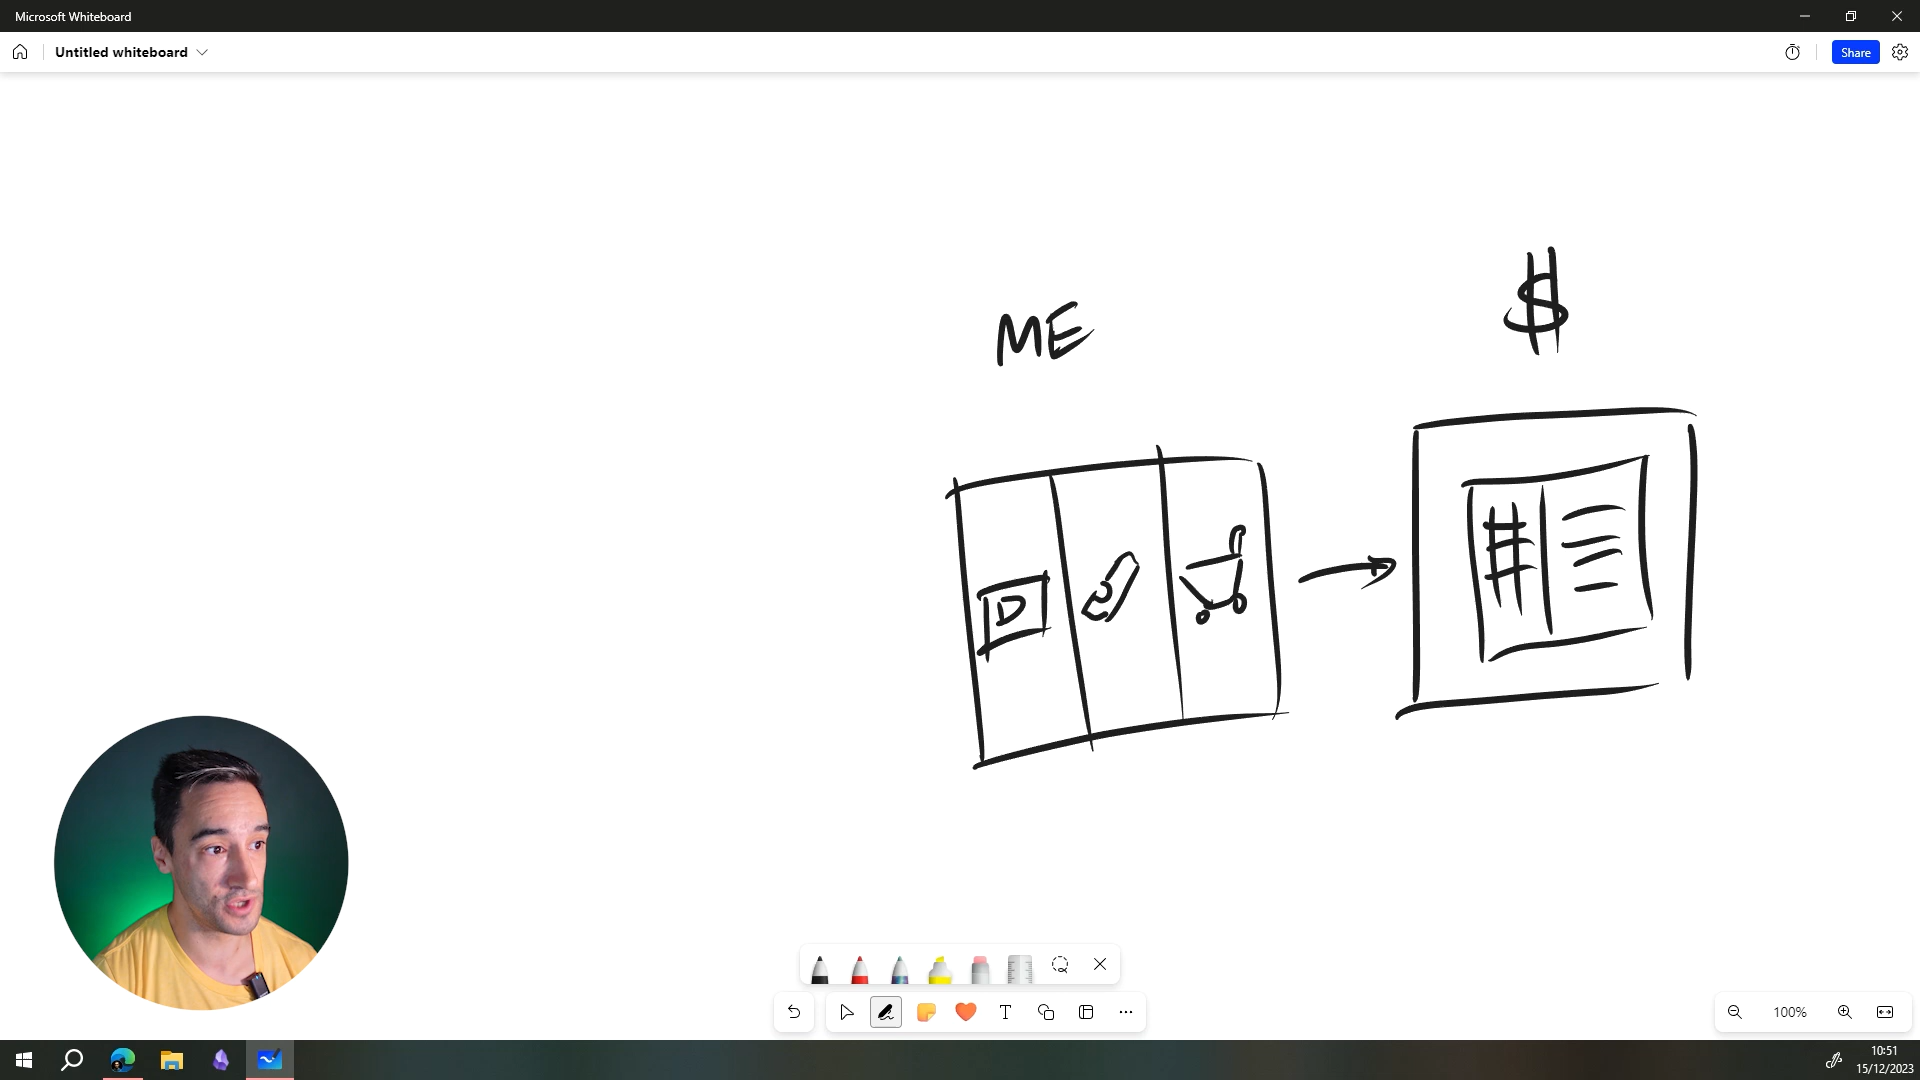 Microsoft Whiteboard
Untitled whiteboard
Share
ME
$
D
T
100%
10:51
15/12/2023